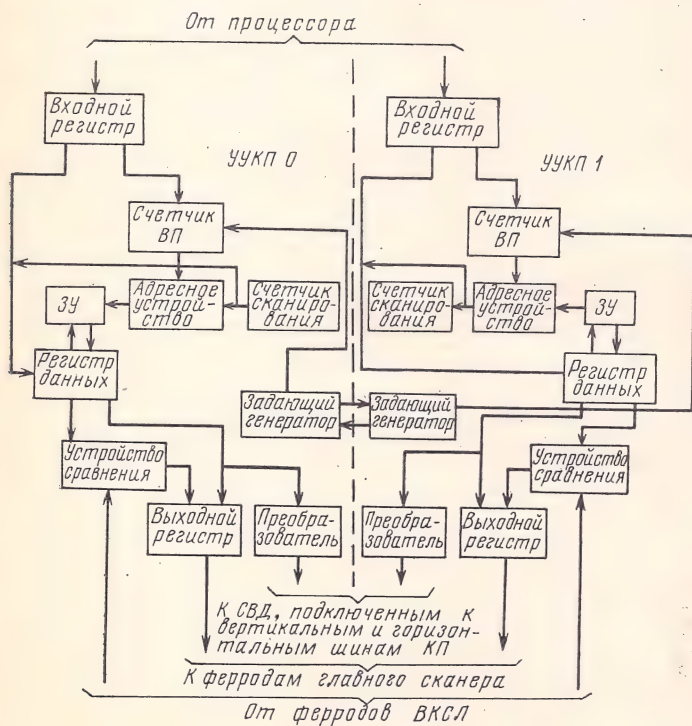 От процессора
Входной
регистр
Входной
регистр
УУКП 0
УУКП 1
Счетчик
ВП
Счетчик
ВП
ЗУ
Адресное
устрой-
ство
Счетчик
сканиро-
вания
Счетчик
сканиро-
вания
Адресное
устрой-
ство
ЗУ
Регистр
данных
Регистр
данных
Задающий
генератор
Задающий
генератор
Устройство
сравнения
Устройство
сравнения
Выходной
регистр
Преобра-
зователь
Преобра-
зователь
Выходной
регистр
К СВД, подключенным к
вертикальным и горизон-
тальным шинам КП
К ферродам главного сканера
От ферродов ВКСЛ